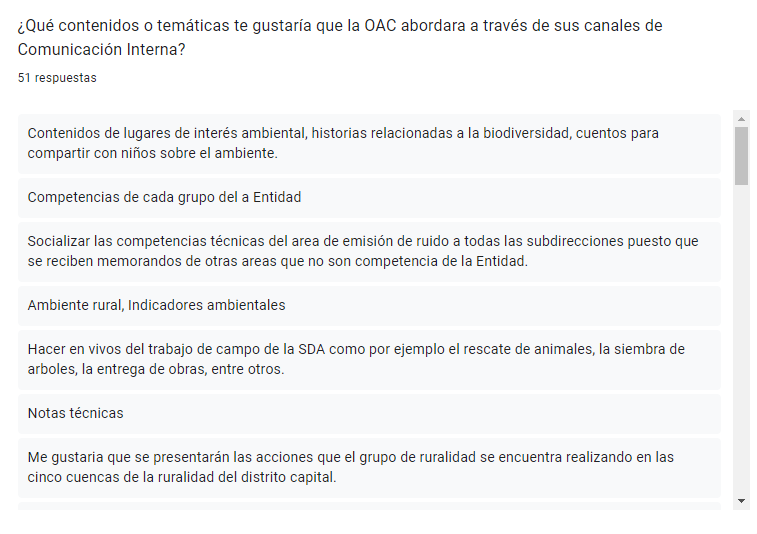 ¿Qué contenidos o temáticas te gustaría que la OAC abordara a través de sus canales de
Comunicación Interna?
51 respuestas
Contenidos de lugares de interés ambiental, historias relacionadas a la biodiversidad, cuentos para
compartir con niños sobre el ambiente.
Competencias de cada grupo del a Entidad
Socializar las competencias técnicas del area de emisión de ruido a todas las subdirecciones puesto que
se reciben memorandos de otras areas que no son competencia de la Entidad.
Ambiente rural, Indicadores ambientales
Hacer en vivos del trabajo de campo de la SDA como por ejemplo el rescate de animales, la siembra de
arboles, la entrega de obras, entre otros.
Notas técnicas
Me gustaria que se presentarán las acciones que el grupo de ruralidad se encuentra realizando en las
cinco cuencas de la ruralidad del distrito capital.